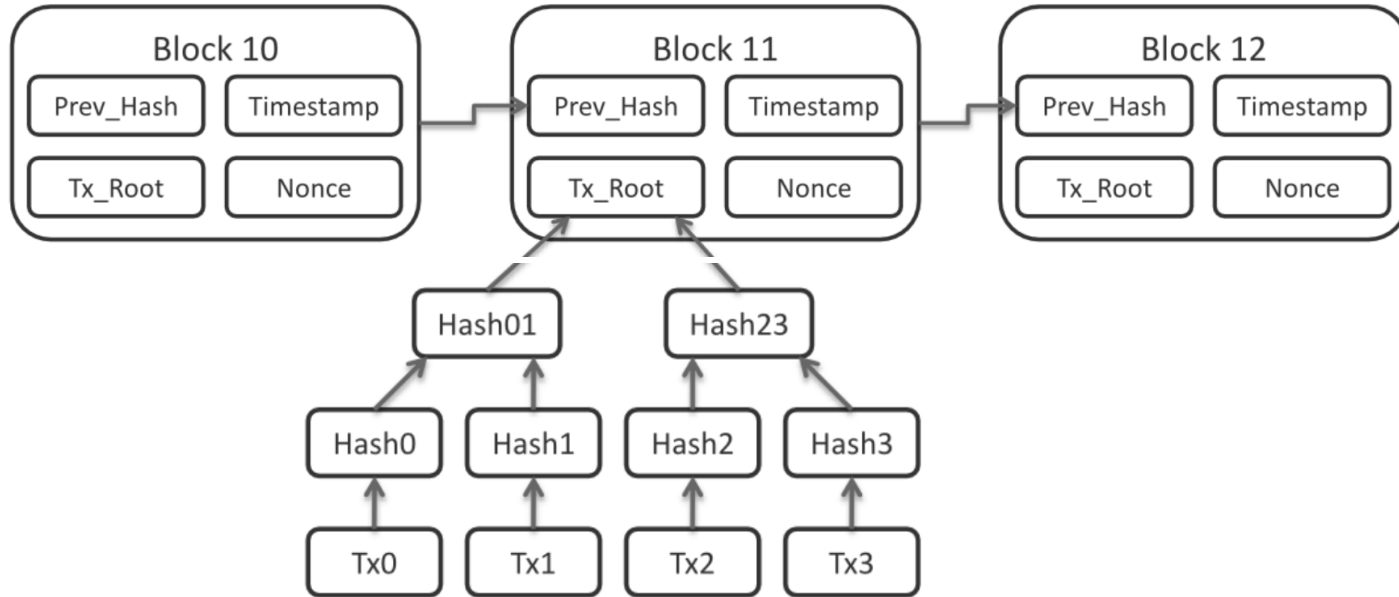 Block 10
Block 11
Block 12
Prev_Hash
Timestamp
Prev_Hash
Timestamp
Prev_Hash
Timestamp
Tx_Root
Nonce
Tx_Root
Nonce
Tx_Root
Nonce
Hash01
Hash23
Hash0
Hash1
Hash2
Hash3
Tx0
Tx1
Tx2
Tx3